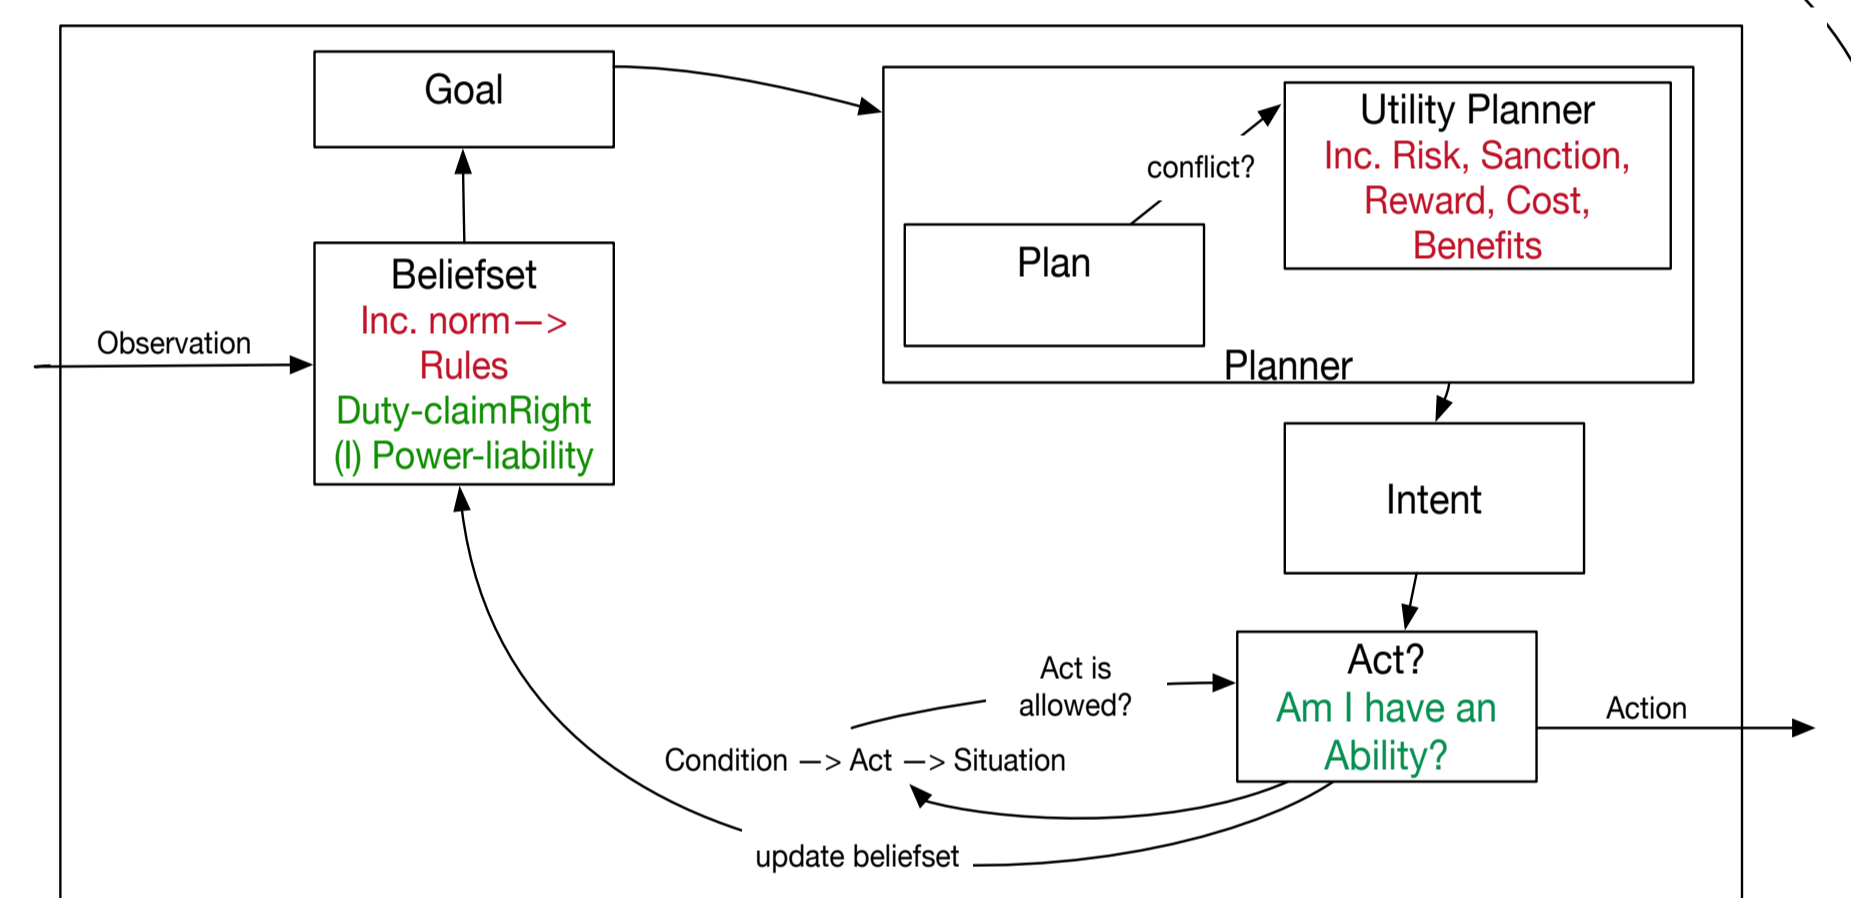 Goal
Utility Planner
Inc. Risk, Sanction,
Reward, Cost,
Benefits
conflict?
Plan
Planner
Beliefset
Inc. norm—>
Rules
Duty-claimRight
(I) Power-liability
Observation
Intent
Act?
Am I have an
Ability?
Action
Act is
allowed?
Condition —> Act —> Situation
update beliefset